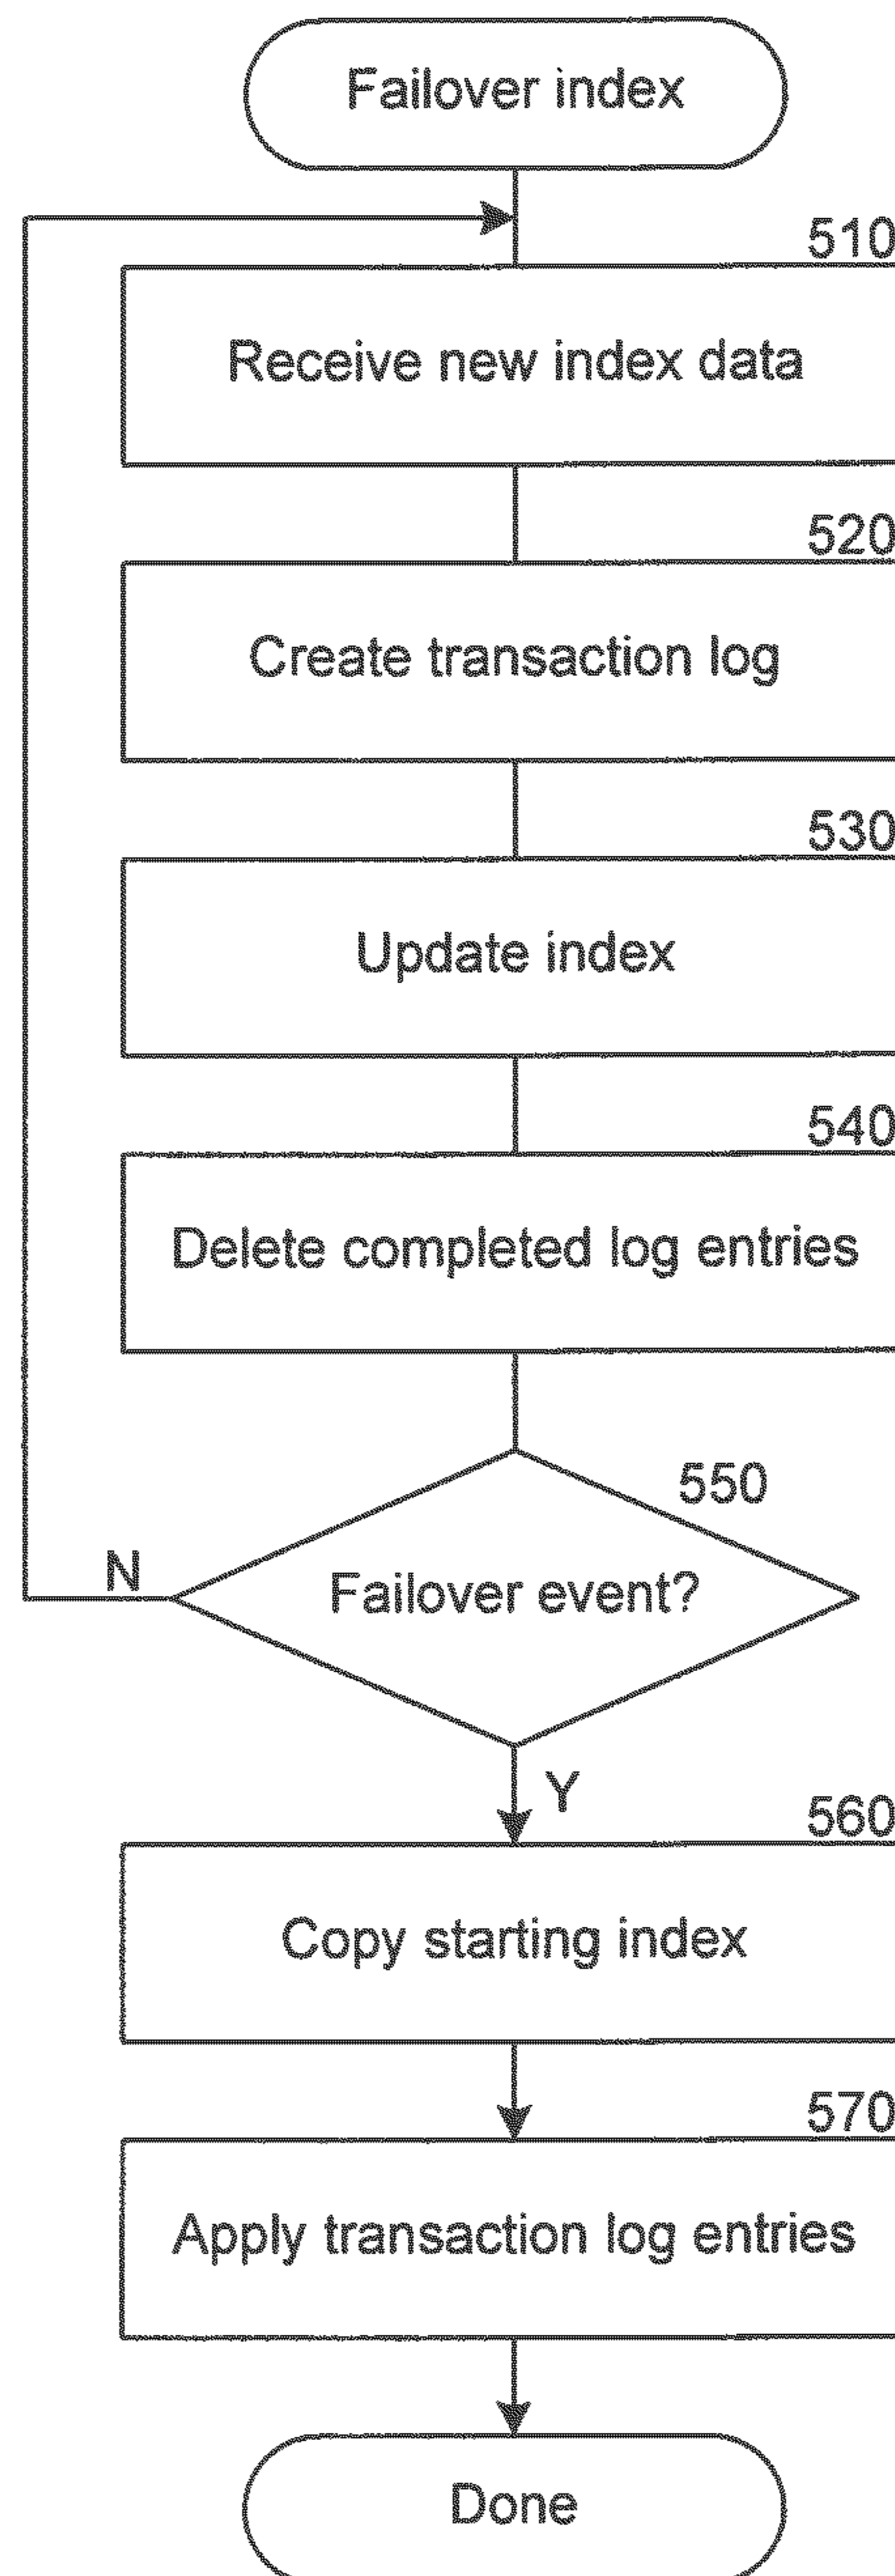 Failover index
510
Receive new index data
520
Create transaction log
530
Update index
540
Delete completed log entries
550
N
Failover event?
Y
560
Copy starting index
570
Apply transaction log entries
Done